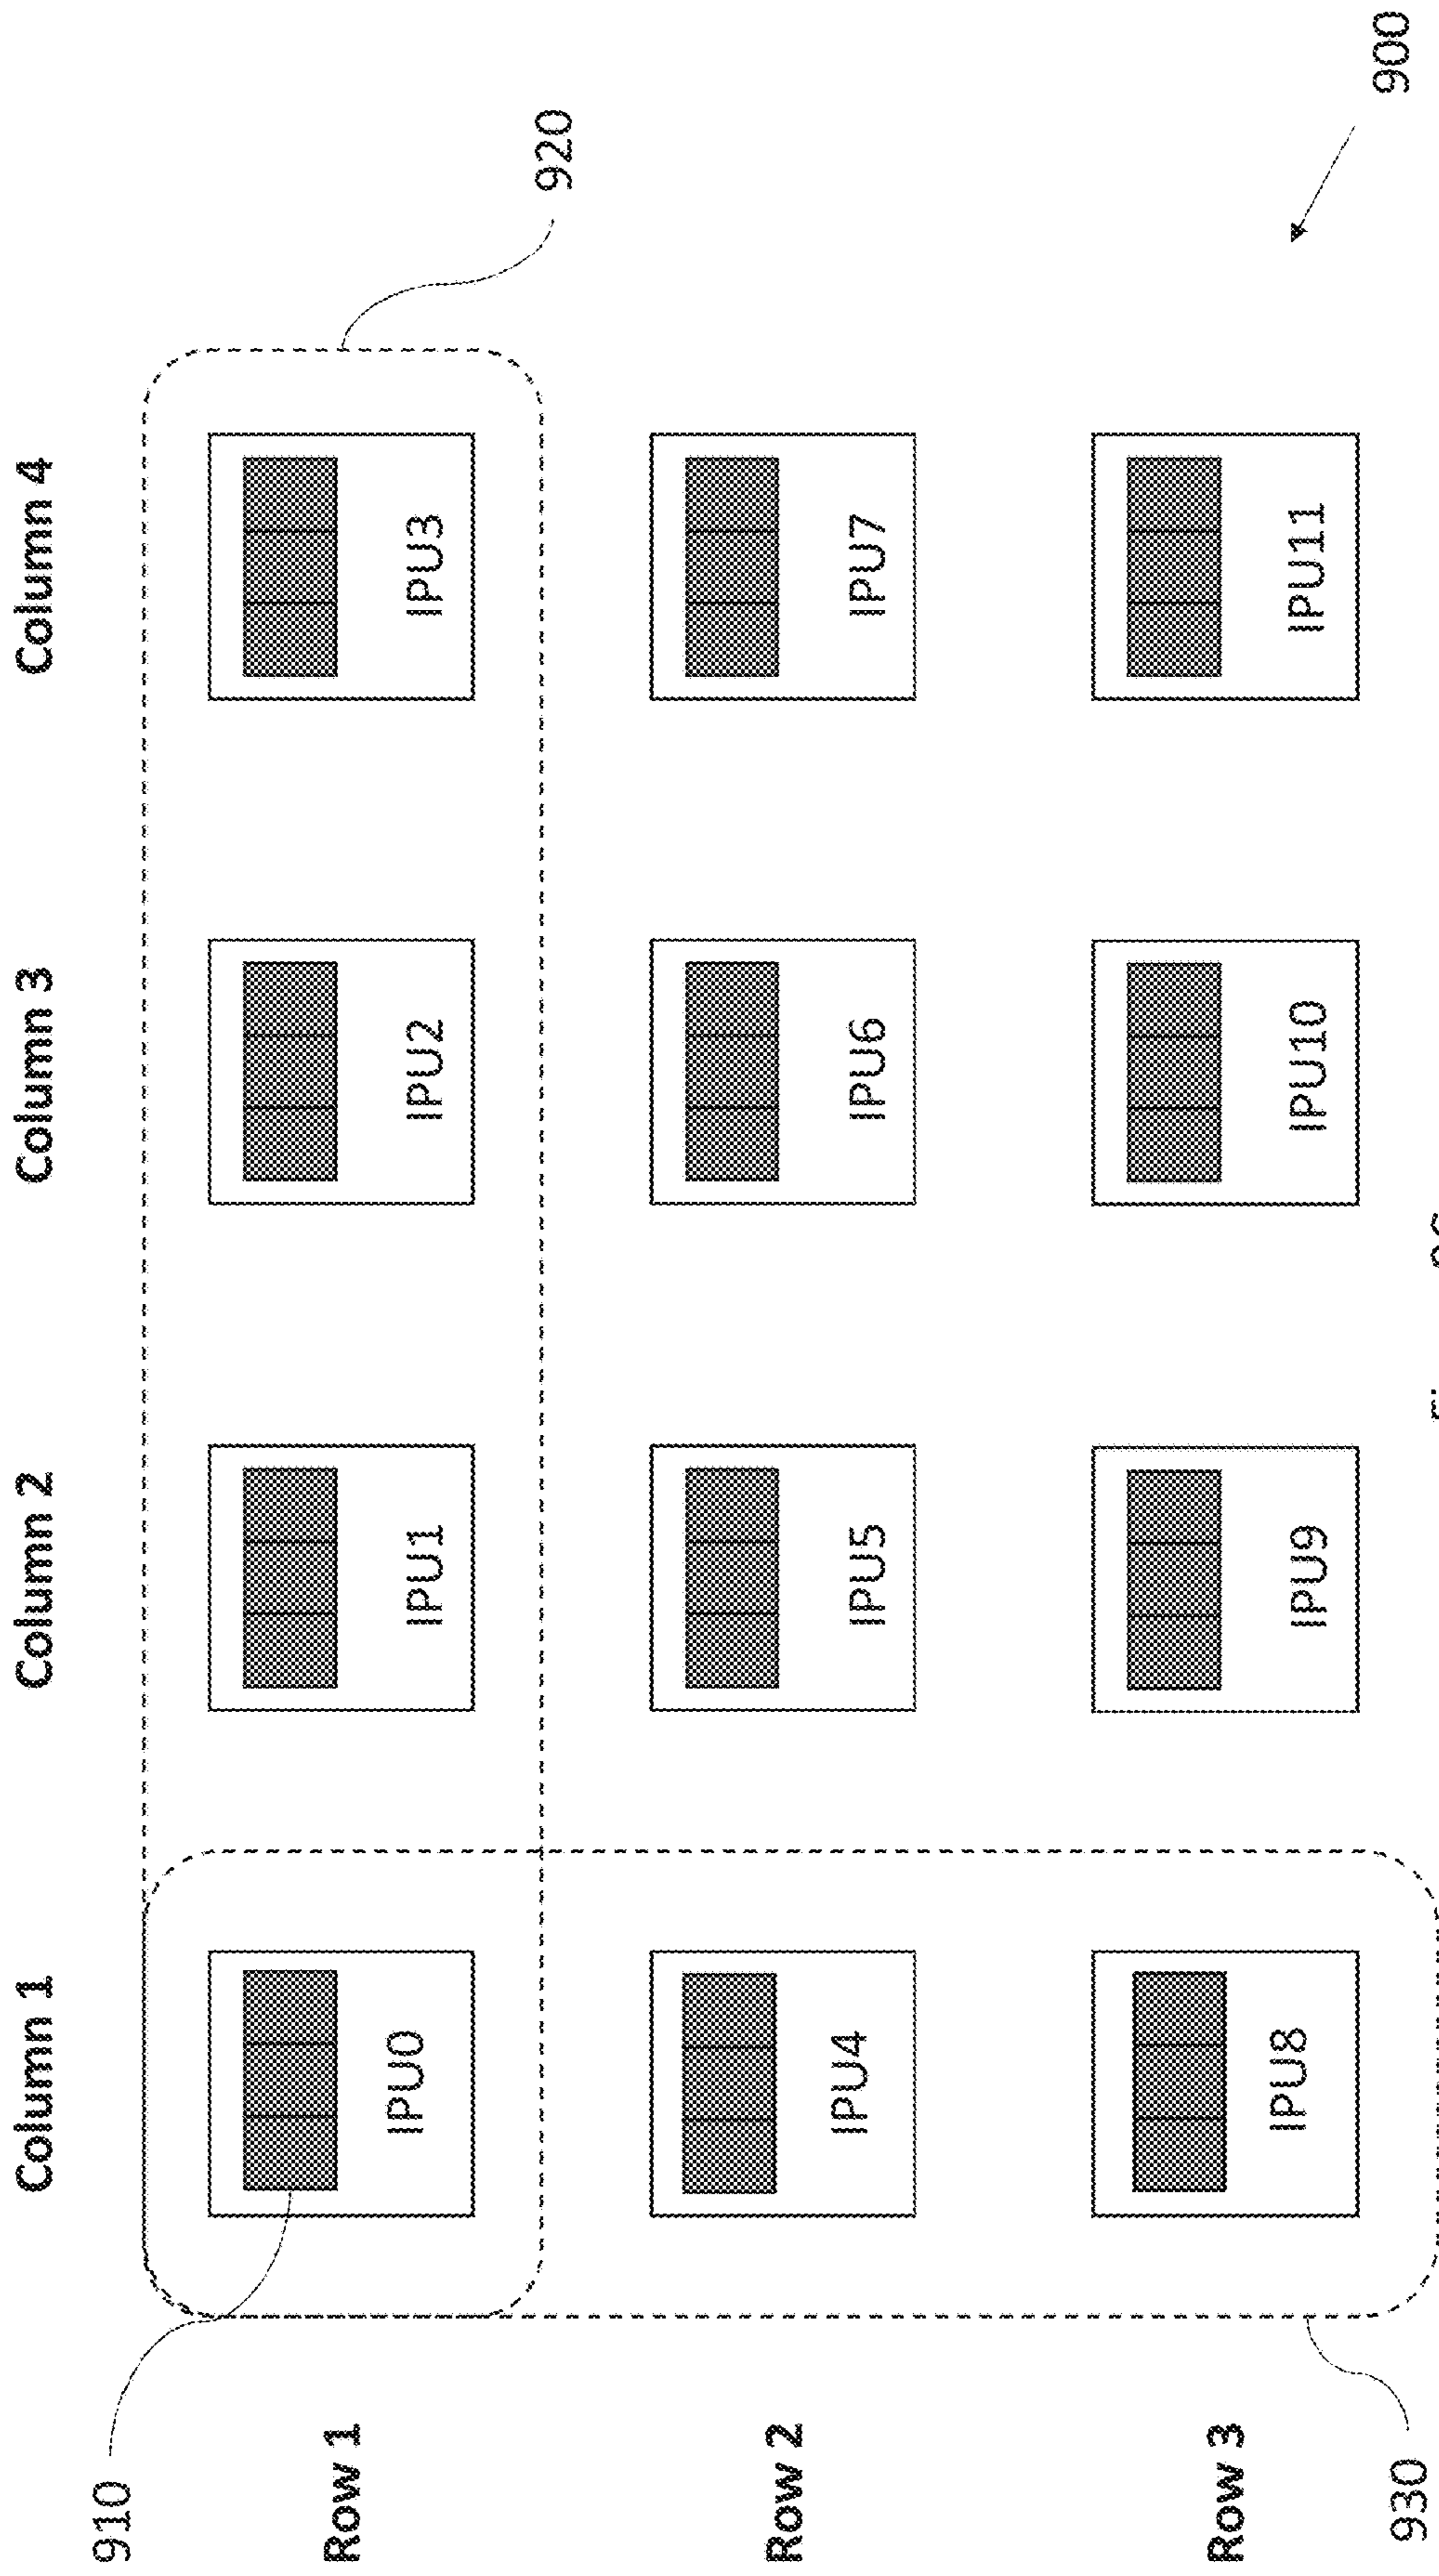 Column 1 Column 2 Column 3 Column 4
910
920
Row 1 IPU0 IPU1 IPU2 IPU3
Row 2 IPU4 IPU5 IPU6 IPU7
Row 3 IPU8 IPU9 IPU10 IPU11
930
900